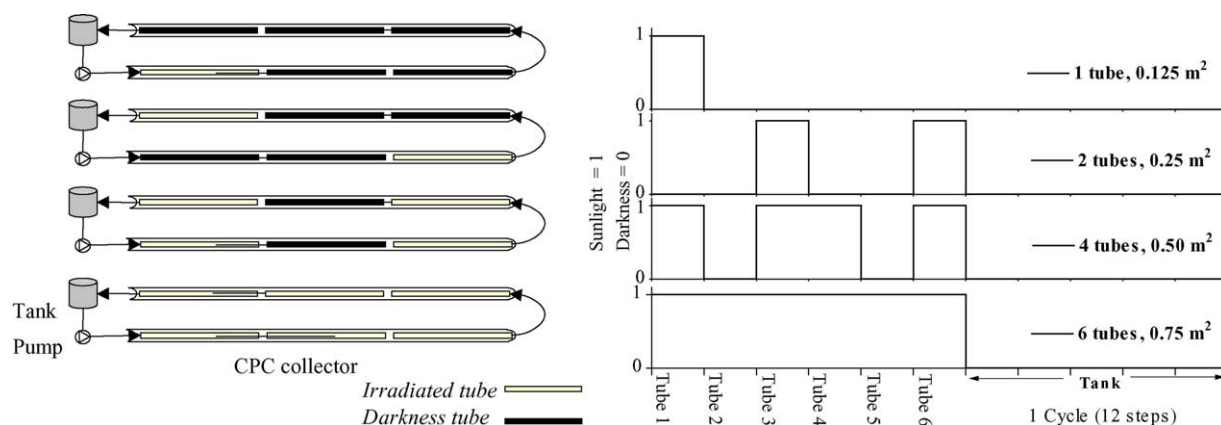 Tank
Pump
CPC collector
Irradiated tube
Darkness tube
Sunlight = 1
Darkness = 0
1
0
1 tube, 0.125 m²
1
0
2 tubes, 0.25 m²
1
0
4 tubes, 0.50 m²
1
0
6 tubes, 0.75 m²
Tube 1
Tube 2
Tube 3
Tube 4
Tube 5
Tube 6
Tank
1 Cycle (12 steps)